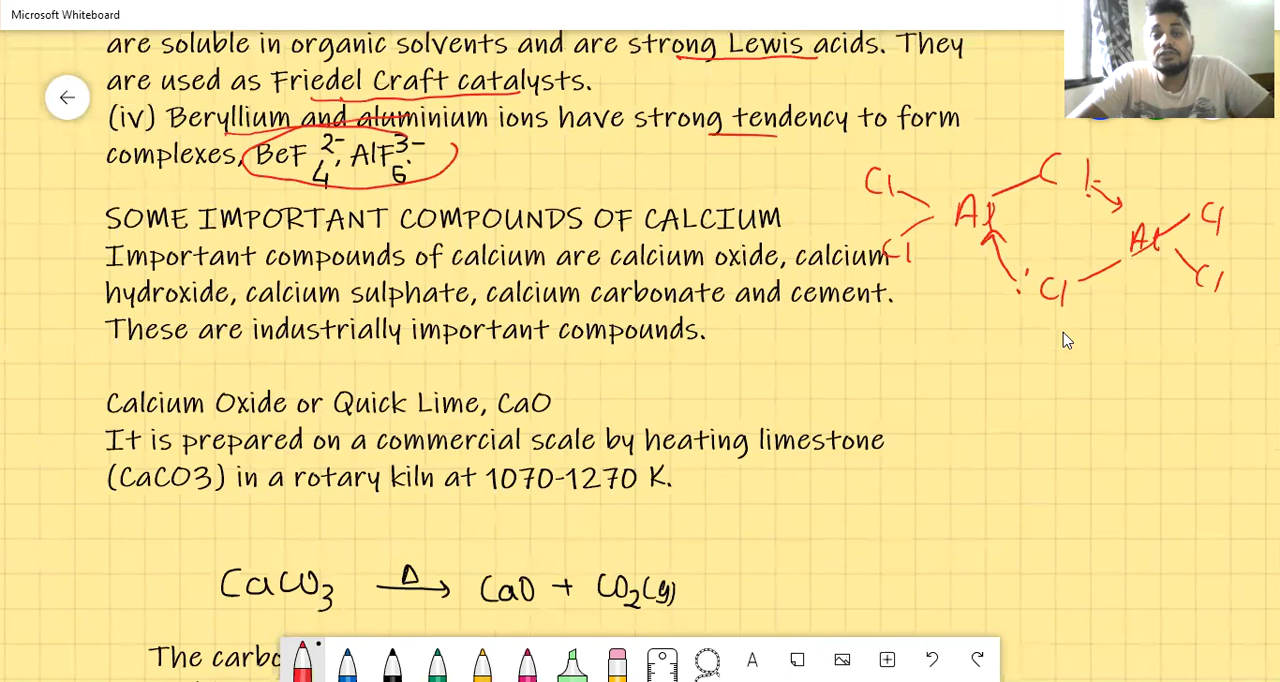 Microsoft Whiteboard
are soluble in organic solvents and are strong Lewis acids. They
are used as Friedel Craft catalysts.
(iv) Beryllium and aluminium ions have strong tendency to form
complexes, BeF₄²⁻, AlF₆³⁻.
SOME IMPORTANT COMPOUNDS OF CALCIUM
Important compounds of calcium are calcium oxide, calcium
hydroxide, calcium sulphate, calcium carbonate and cement.
These are industrially important compounds.
Cl Al Cl Al Cl
Cl Cl Cl
Calcium Oxide or Quick Lime, CaO
It is prepared on a commercial scale by heating limestone
(CaCO3) in a rotary kiln at 1070-1270 K.
CaCO₃ Δ→ CaO + CO₂(g)
The carbo
A